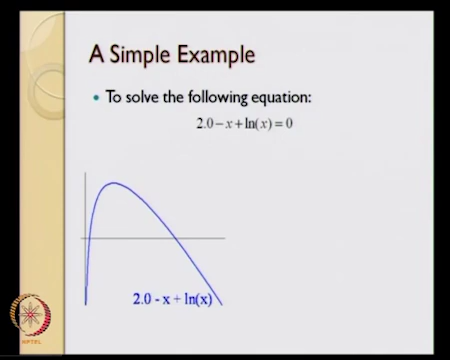 A Simple Example
To solve the following equation:
2.0 – x + ln(x) = 0
2.0 - x + ln(x)
NPTEL